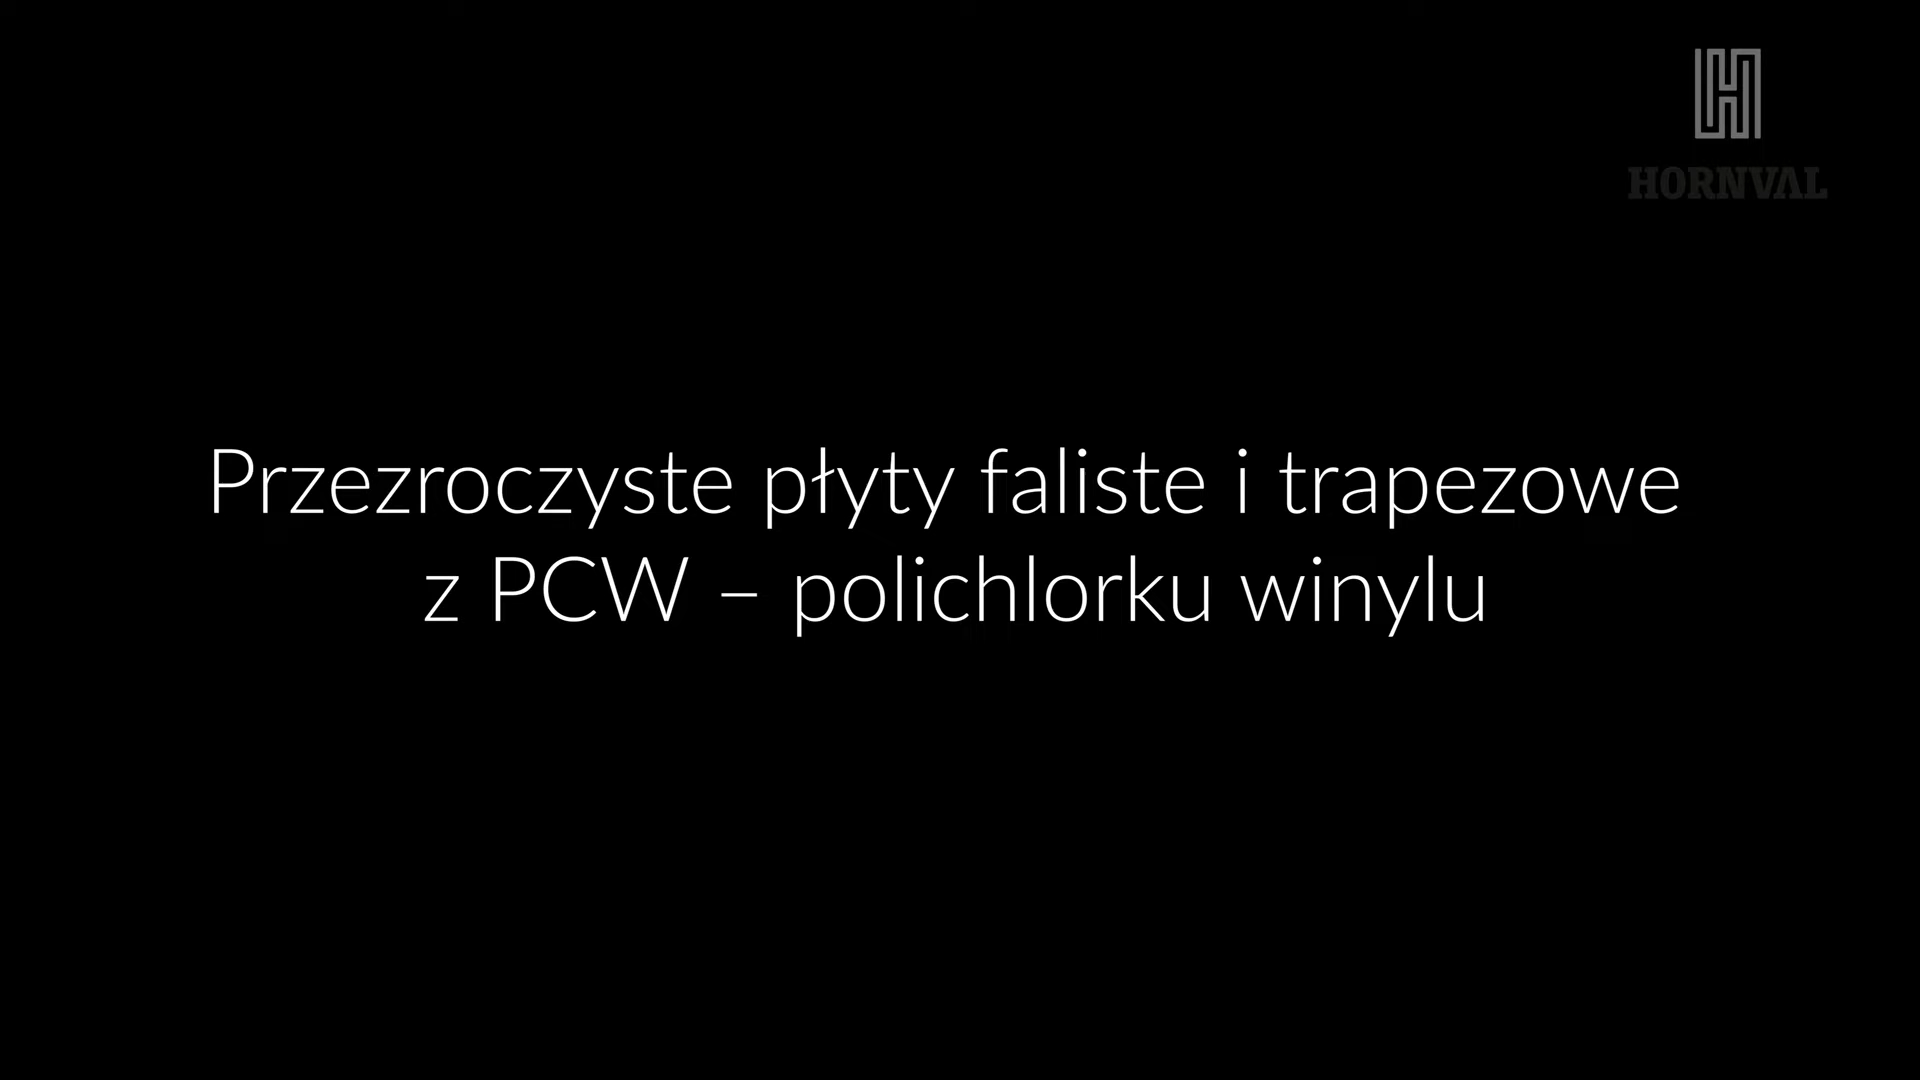 HORNVAL
Przezroczyste płyty faliste i trapezowe
z PCW – polichlorku winylu